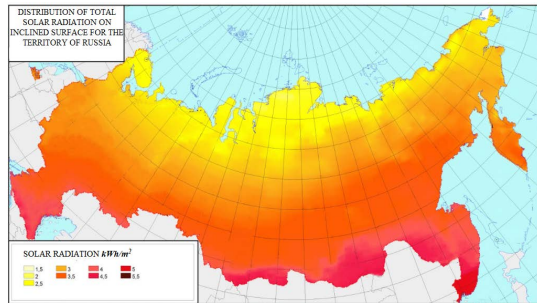 DISTRIBUTION OF TOTAL
SOLAR RADIATION ON
INCLINED SURFACE FOR THE
TERRITORY OF RUSSIA
SOLAR RADIATION kWh/m²
1,5 3 4 5
2 3,5 4,5 5,5
2,5